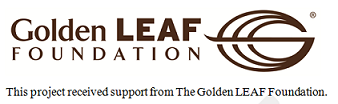 Golden LEAF
FOUNDATION
®
This project received support from The Golden LEAF Foundation.